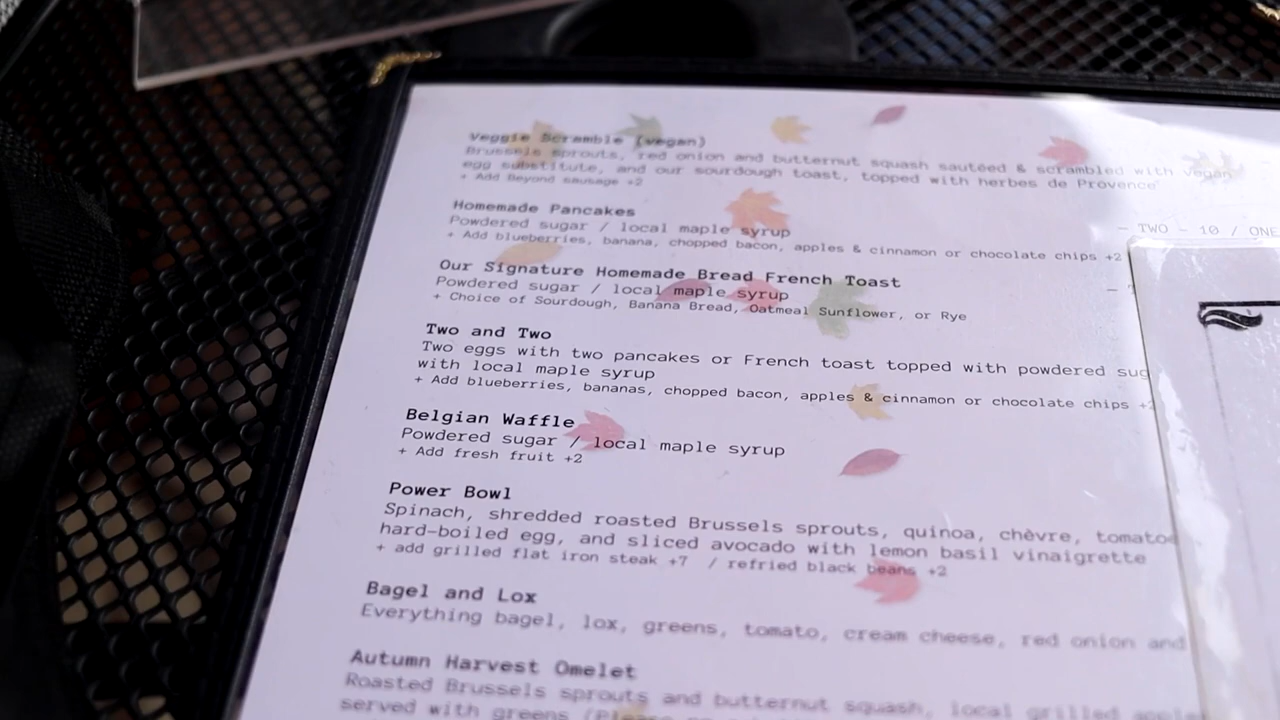 Veggie Scramble (vegan)
Brussels sprouts, red onion and butternut squash sautéed & scrambled with vegan
egg substitute, and our sourdough toast, topped with herbes de Provence
+ Add Beyond sausage +2
Homemade Pancakes
Powdered sugar / local maple syrup
+ Add blueberries, banana, chopped bacon, apples & cinnamon or chocolate chips +2
— TWO — 10 / ONE
Our Signature Homemade Bread French Toast
Powdered sugar / local maple syrup
+ Choice of Sourdough, Banana Bread, Oatmeal Sunflower, or Rye
Two and Two
Two eggs with two pancakes or French toast topped with powdered sug
with local maple syrup
+ Add blueberries, bananas, chopped bacon, apples & cinnamon or chocolate chips +2
Belgian Waffle
Powdered sugar / local maple syrup
+ Add fresh fruit +2
Power Bowl
Spinach, shredded roasted Brussels sprouts, quinoa, chèvre, tomatoe
hard-boiled egg, and sliced avocado with lemon basil vinaigrette
+ add grilled flat iron steak +7 / refried black beans +2
Bagel and Lox
Everything bagel, lox, greens, tomato, cream cheese, red onion and
Autumn Harvest Omelet
Roasted Brussels sprouts and butternut squash, local grilled apples
served with greens (Please